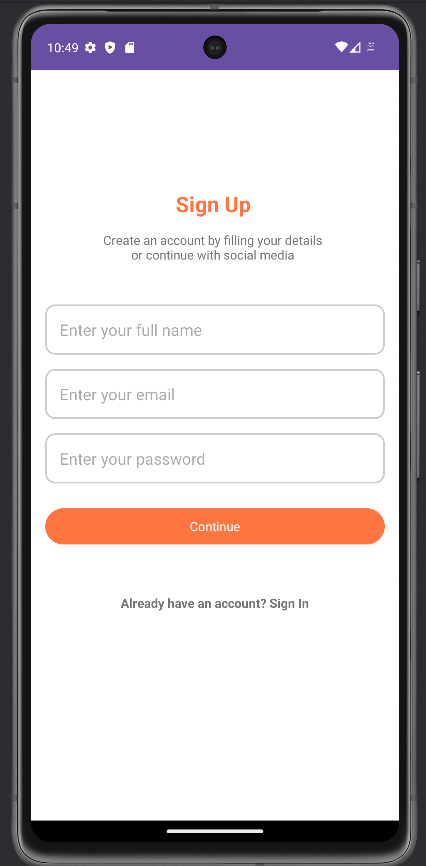 10:49
Sign Up
Create an account by filling your details
or continue with social media
Enter your full name
Enter your email
Enter your password
Continue
Already have an account? Sign In